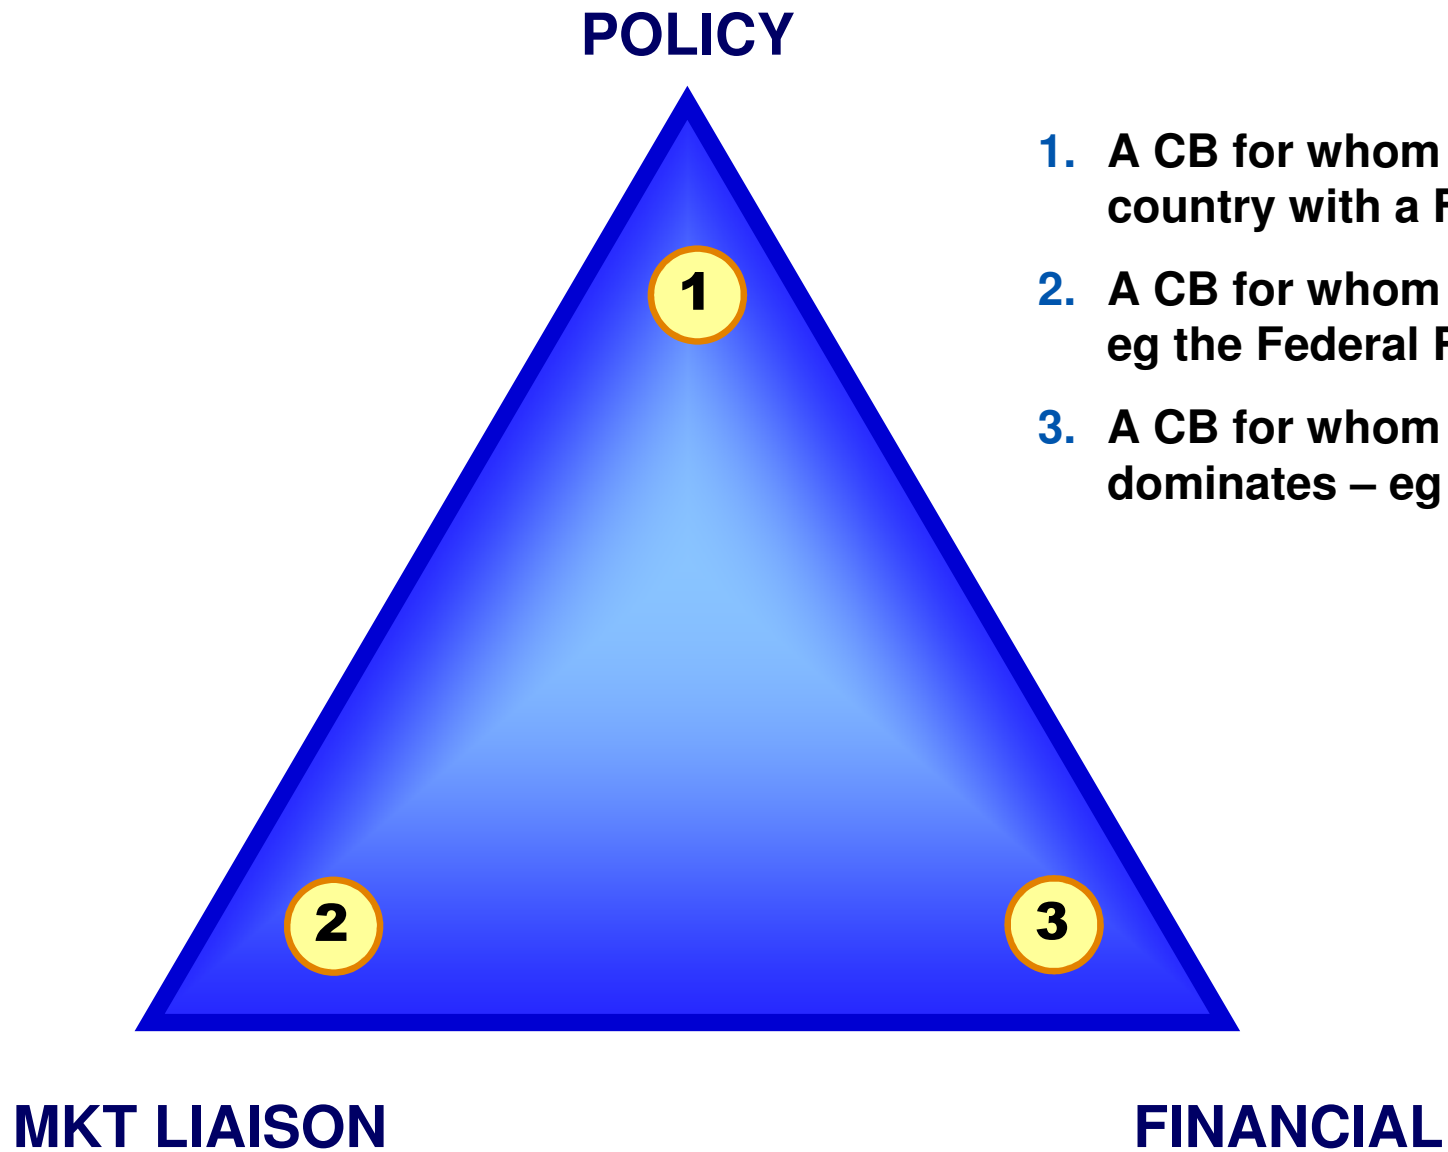 POLICY
1. A CB for whom
country with a
2. A CB for whom
eg the Federal
3. A CB for whom
dominates – eg
1
2
3
MKT LIAISON
FINANCIAL